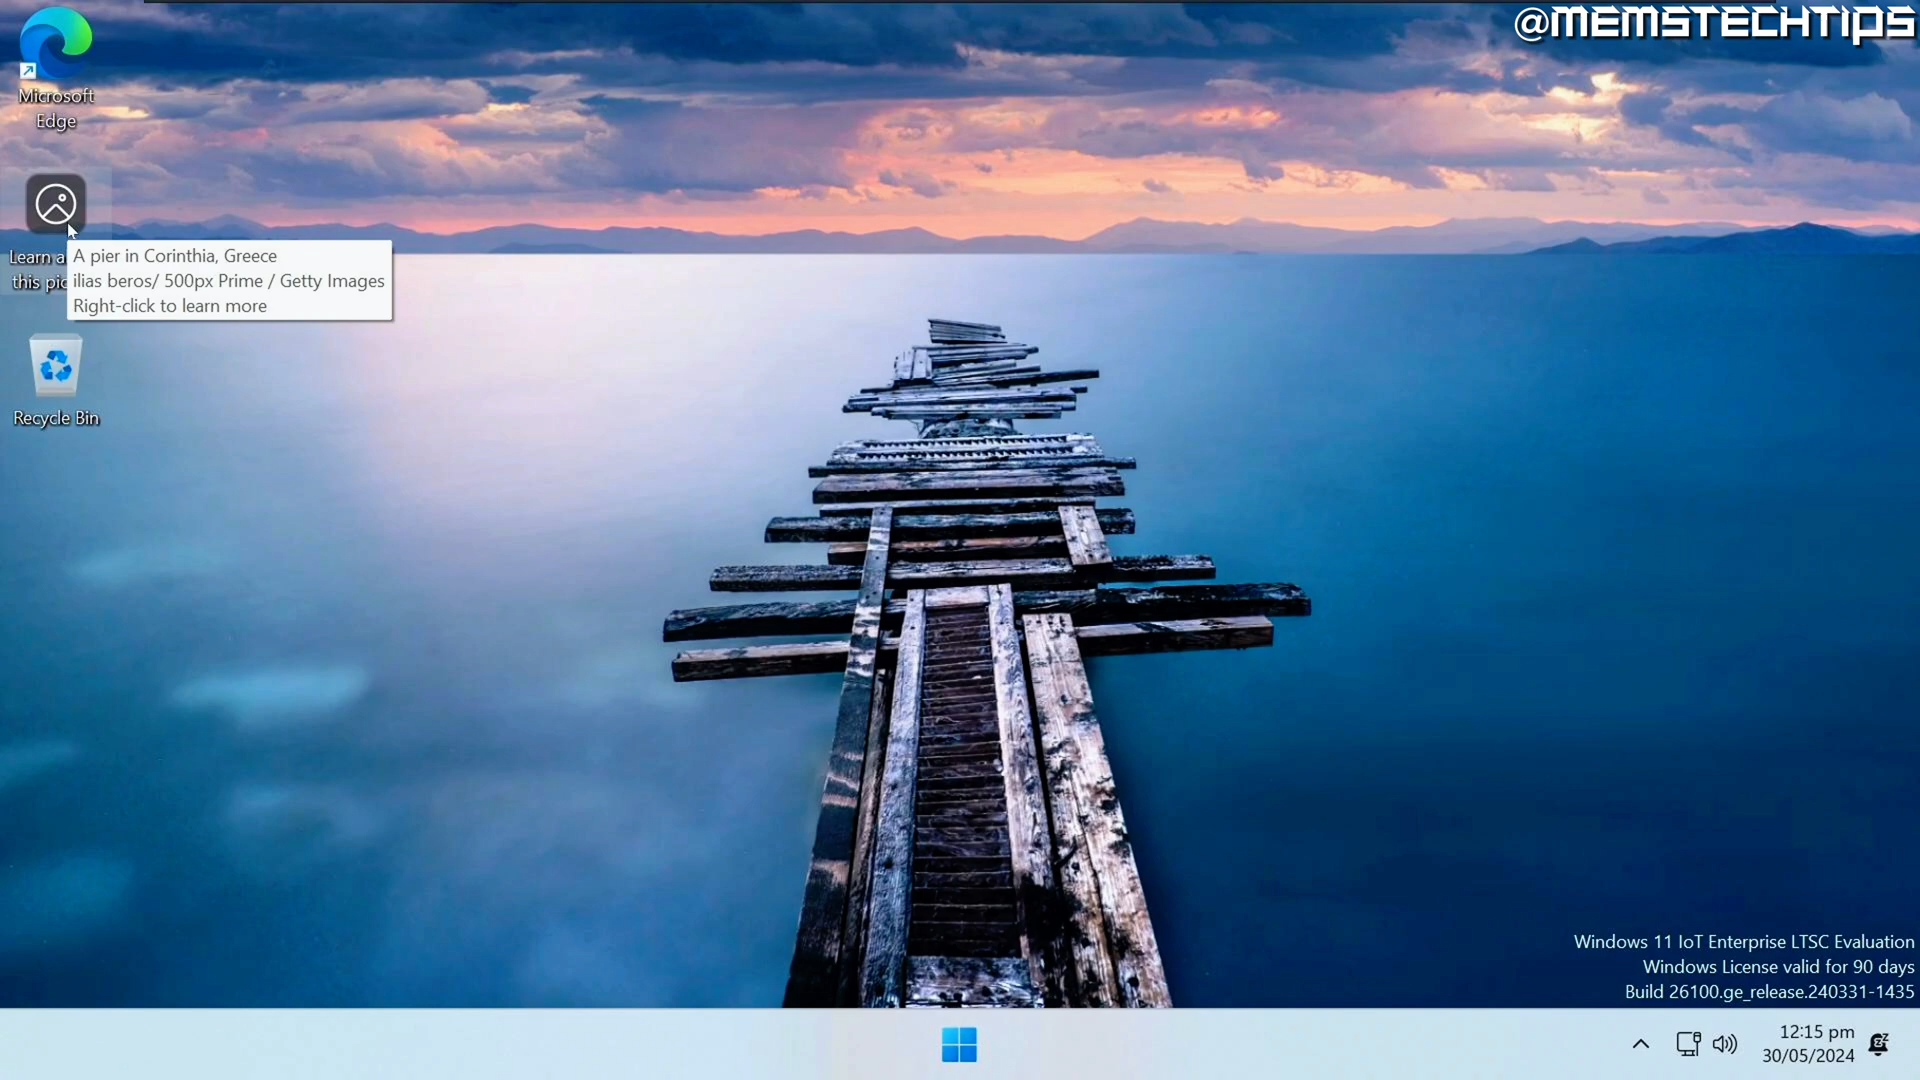 @MEMSTECHTIPS
Microsoft
Edge
Learn a
this pic
A pier in Corinthia, Greece
ilias beros/ 500px Prime / Getty Images
Right-click to learn more
Recycle Bin
Windows 11 IoT Enterprise LTSC Evaluation
Windows License valid for 90 days
Build 26100.ge_release.240331-1435
12:15 pm
30/05/2024